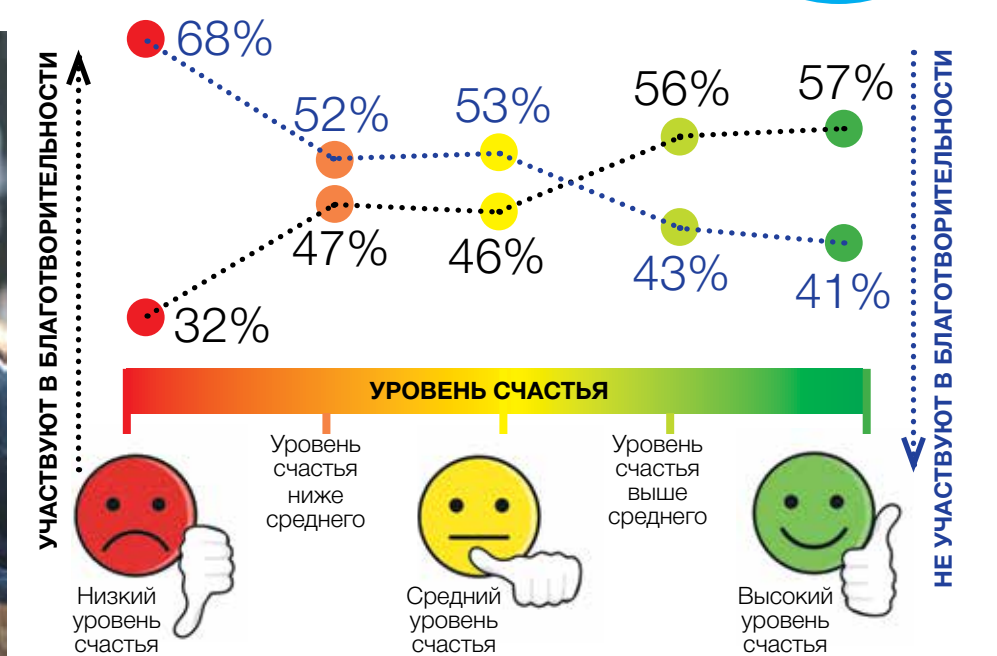 УЧАСТВУЮТ В БЛАГОТВОРИТЕЛЬНОСТИ
68%
52%
53%
56%
57%
47%
46%
43%
41%
32%
НЕ УЧАСТВУЮТ В БЛАГОТВОРИТЕЛЬНОСТИ
УРОВЕНЬ СЧАСТЬЯ
Низкий
уровень
счастья
Уровень
счастья
ниже
среднего
Средний
уровень
счастья
Уровень
счастья
выше
среднего
Высокий
уровень
счастья